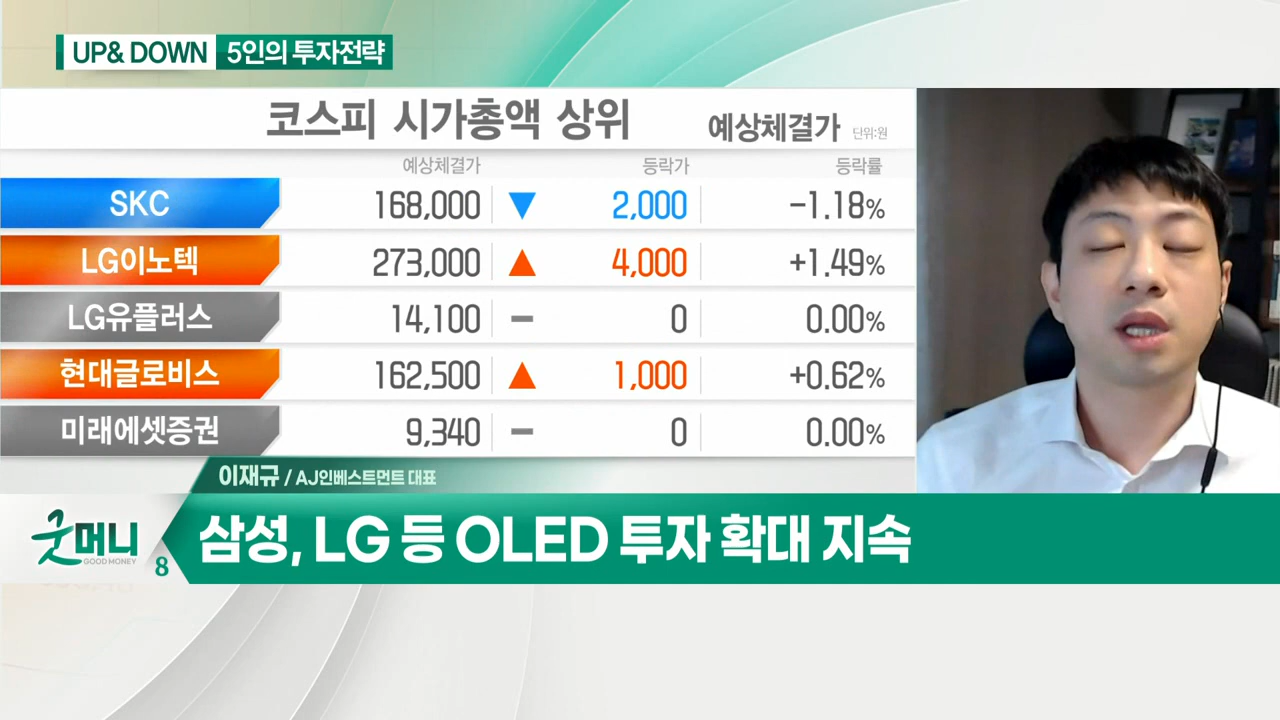 UP& DOWN 5인의 투자전략
코스피 시가총액 상위 예상체결가 단위:원
예상체결가 등락가 등락률
SKC 168,000 ▼ 2,000 -1.18%
LG이노텍 273,000 ▲ 4,000 +1.49%
LG유플러스 14,100 - 0 0.00%
현대글로비스 162,500 ▲ 1,000 +0.62%
미래에셋증권 9,340 - 0 0.00%
이재규 / AJ인베스트먼트 대표
굿머니 GOOD MONEY 8
삼성, LG 등 OLED 투자 확대 지속